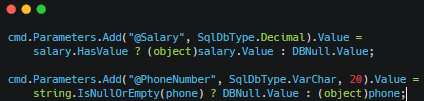 cmd.Parameters.Add("@Salary", SqlDbType.Decimal).Value =
    salary.HasValue ? (object)salary.Value : DBNull.Value;

cmd.Parameters.Add("@PhoneNumber", SqlDbType.VarChar, 20).Value =
    string.IsNullOrEmpty(phone) ? DBNull.Value : (object)phone;